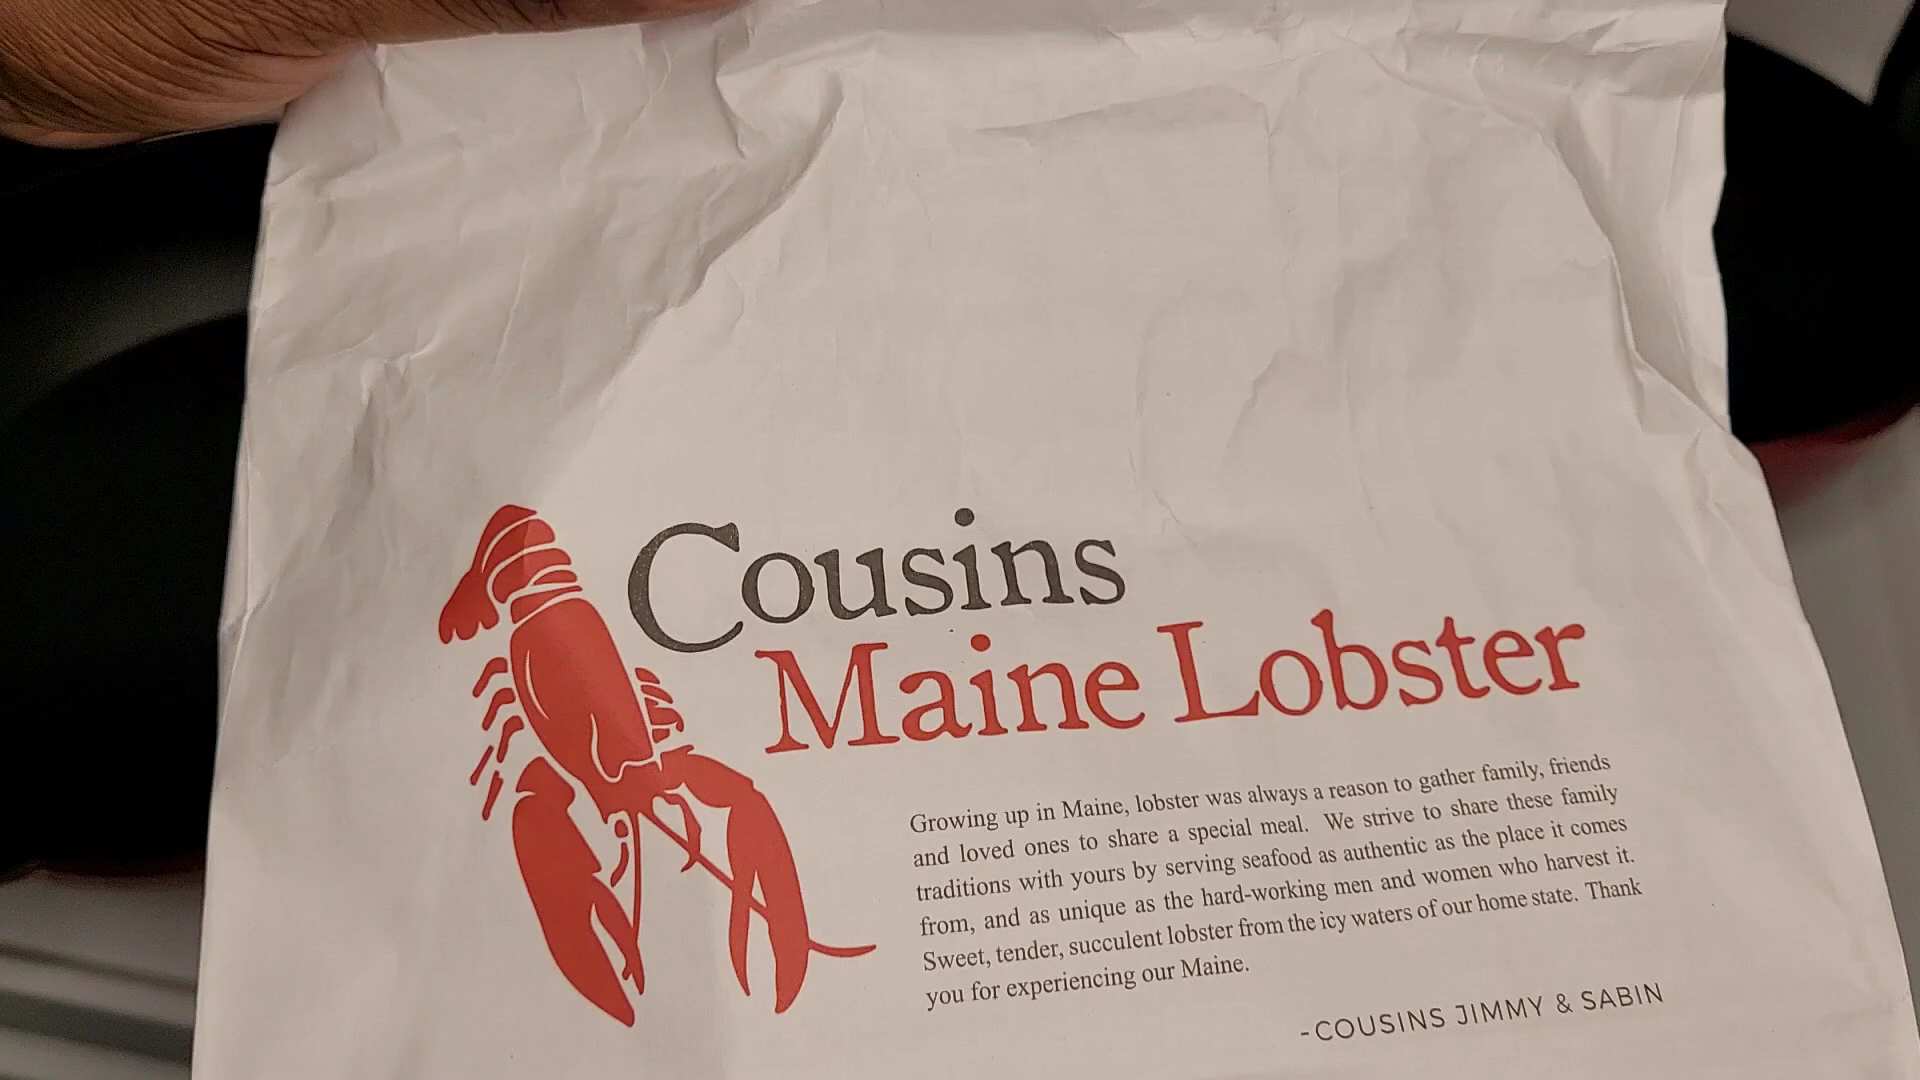 Cousins
Maine Lobster
Growing up in Maine, lobster was always a reason to gather family, friends
and loved ones to share a special meal. We strive to share these family
traditions with yours by serving seafood as authentic as the place it comes
from, and as unique as the hard-working men and women who harvest it.
Sweet, tender, succulent lobster from the icy waters of our home state. Thank
you for experiencing our Maine.
-COUSINS JIMMY & SABIN